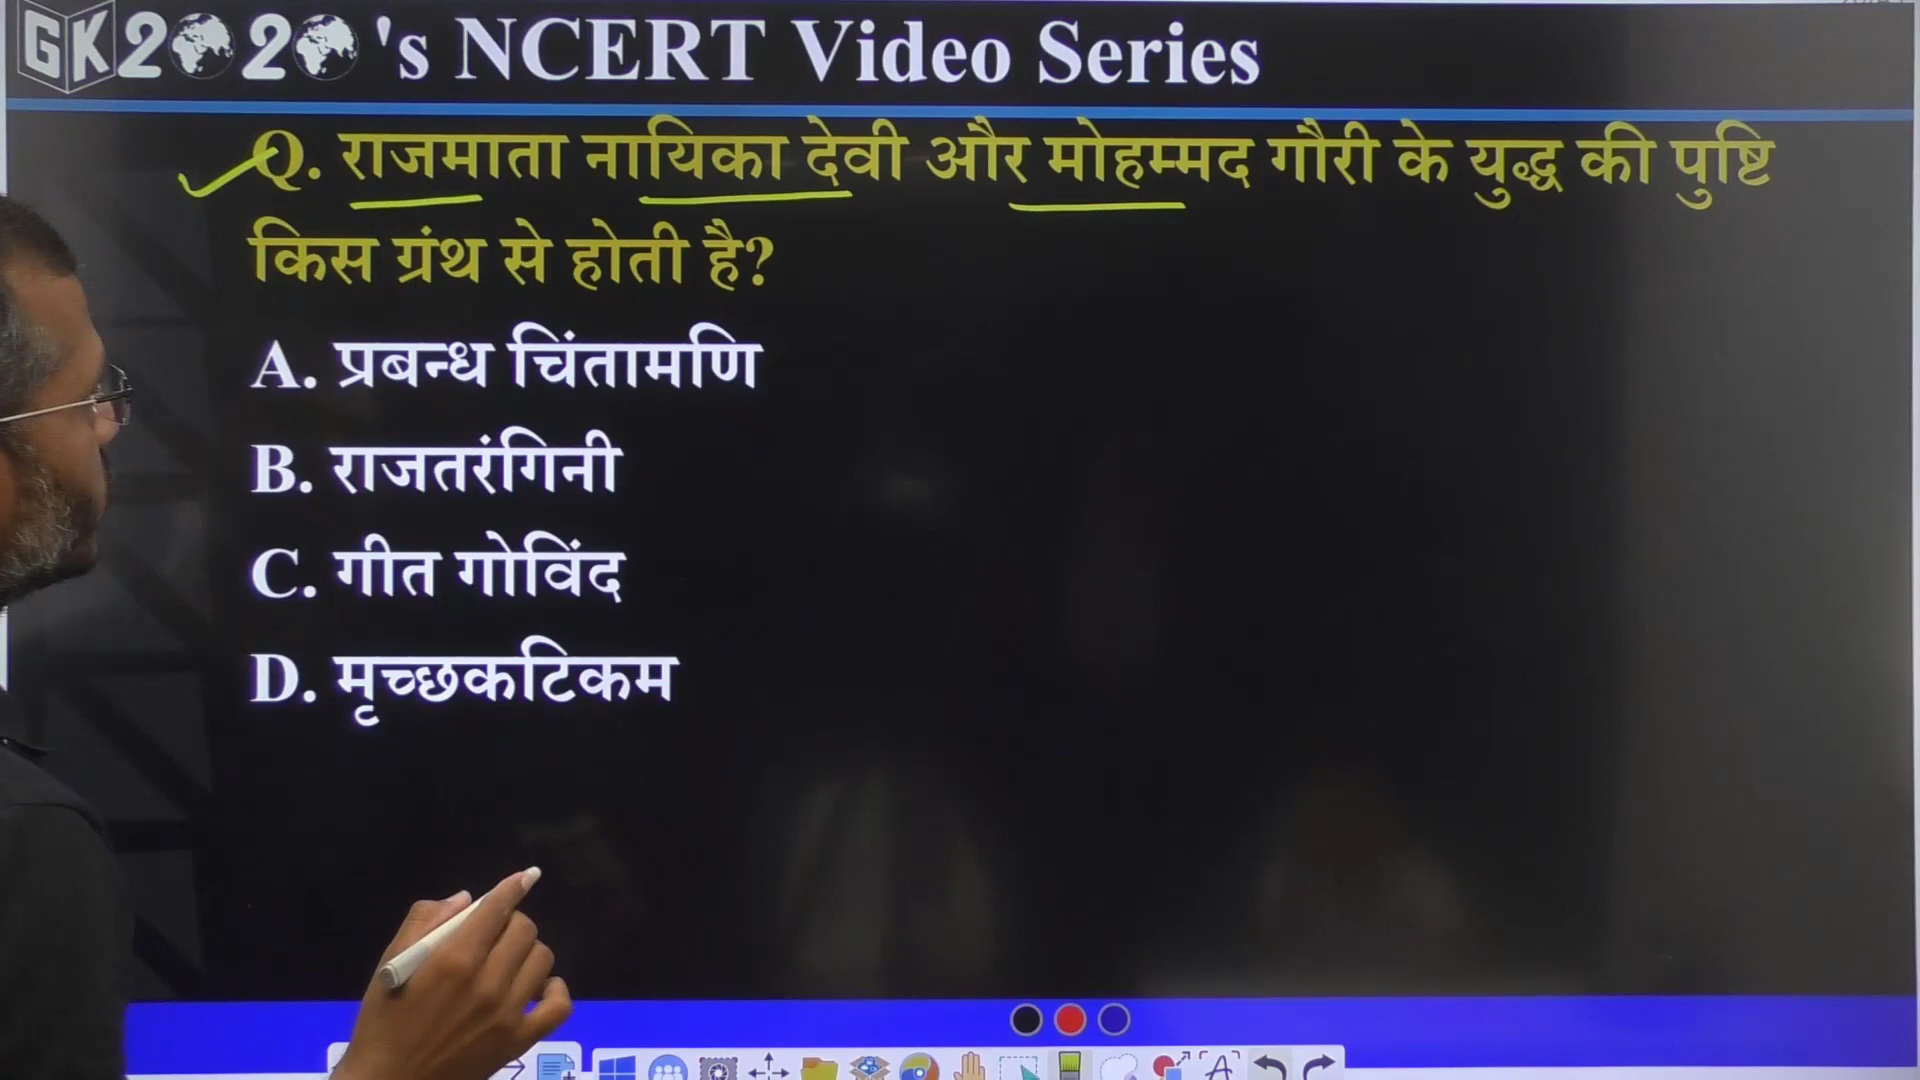 GK2020's NCERT Video Series
Q. राजमाता नायिका देवी और मोहम्मद गौरी के युद्ध की पुष्टि
किस ग्रंथ से होती है?
A. प्रबन्ध चिंतामणि
B. राजतरंगिनी
C. गीत गोविंद
D. मृच्छकटिकम